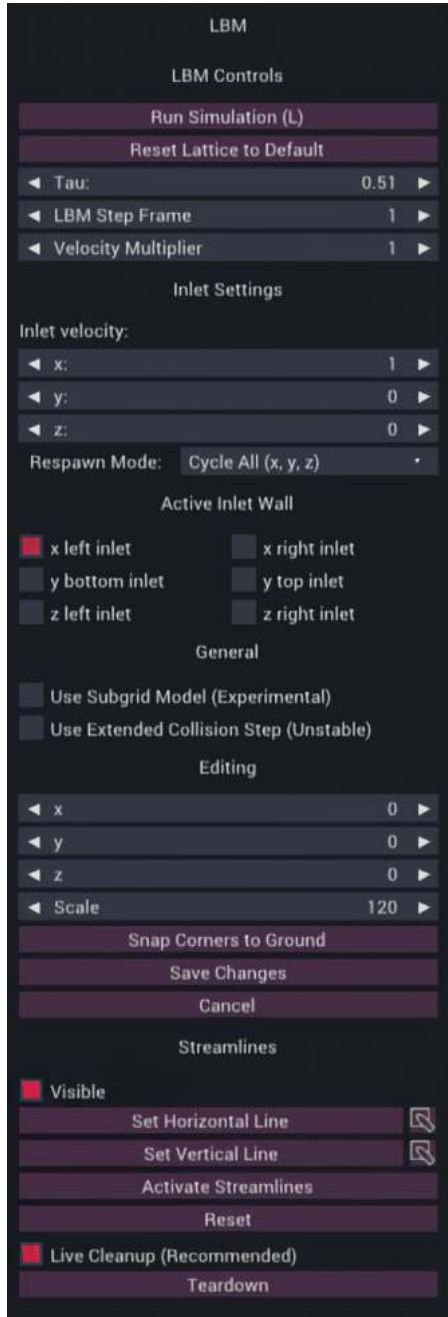 LBM
LBM Controls
Run Simulation (L)
Reset Lattice to Default
Tau: 0.51
LBM Step Frame 1
Velocity Multiplier 1
Inlet Settings
Inlet velocity:
x: 1
y: 0
z: 0
Respawn Mode: Cycle All (x, y, z)
Active Inlet Wall
x left inlet x right inlet
y bottom inlet y top inlet
z left inlet z right inlet
General
Use Subgrid Model (Experimental)
Use Extended Collision Step (Unstable)
Editing
x 0
y 0
z 0
Scale 120
Snap Corners to Ground
Save Changes
Cancel
Streamlines
Visible
Set Horizontal Line
Set Vertical Line
Activate Streamlines
Reset
Live Cleanup (Recommended)
Teardown